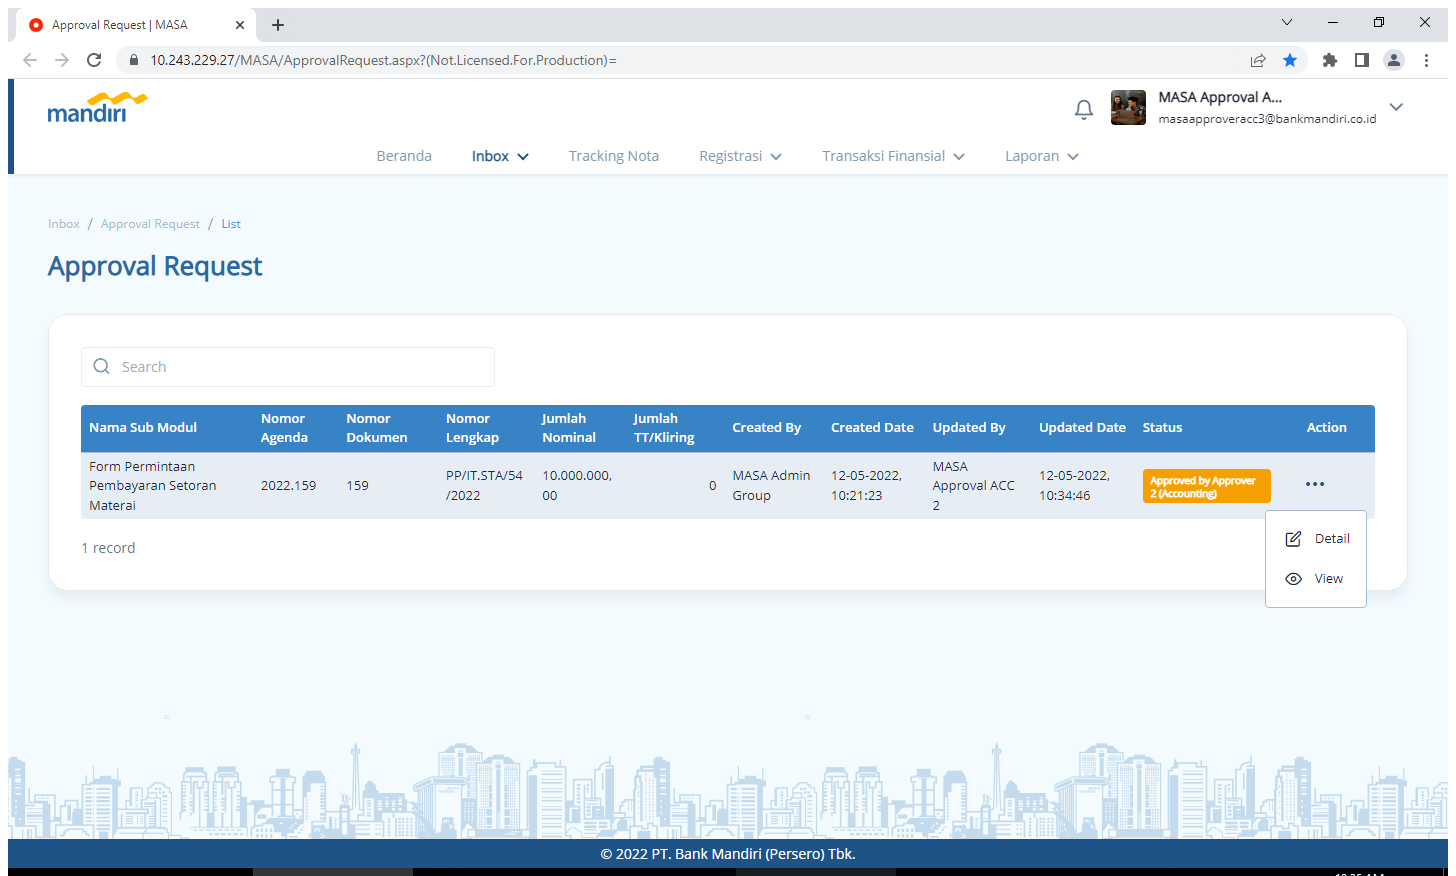 Approval Request | MASA
10.243.229.27/MASA/ApprovalRequest.aspx?(Not.Licensed.For.Production)=
mandiri
MASA Approval A...
masaapproveracc3@bankmandiri.co.id
Beranda
Inbox
Tracking Nota
Registrasi
Transaksi Finansial
Laporan
Inbox / Approval Request / List
Approval Request
Search
Nama Sub Modul
Nomor
Agenda
Nomor
Dokumen
Nomor
Lengkap
Jumlah
Nominal
Jumlah
TT/Kliring
Created By
Created Date
Updated By
Updated Date
Status
Action
Form Permintaan
Pembayaran Setoran
Materai
2022.159
159
PP/IT.STA/54
/2022
10.000.000,
00
0
MASA Admin
Group
12-05-2022,
10:21:23
MASA
Approval ACC
2
12-05-2022,
10:34:46
Approved by Approver
2 (Accounting)
Detail
View
1 record
mandiri
© 2022 PT. Bank Mandiri (Persero) Tbk.